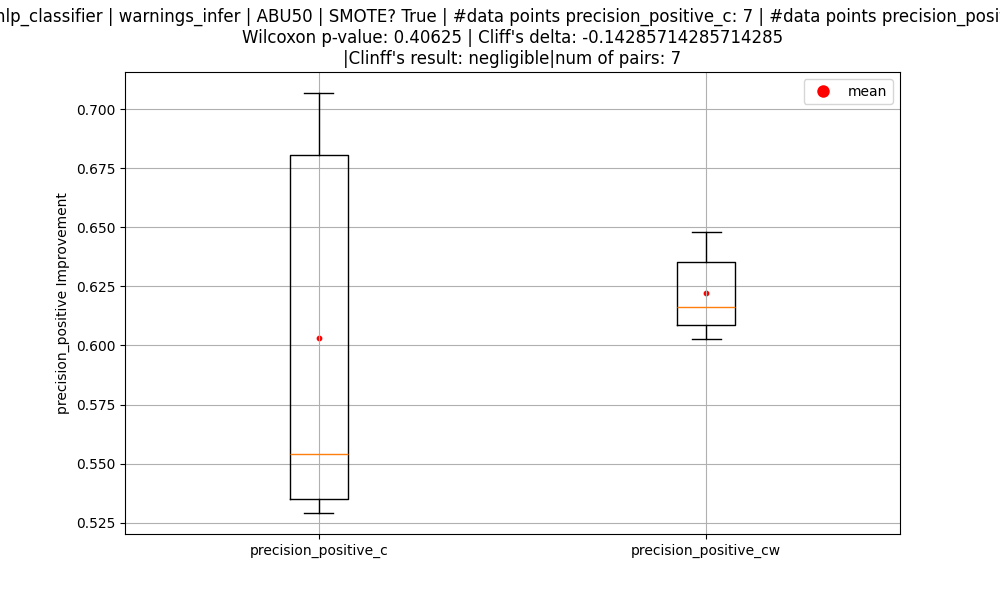 nlp_classifier | warnings_infer | ABU50 | SMOTE? True | #data points precision_positive_c: 7 | #data points precision_posi
Wilcoxon p-value: 0.40625 | Cliff's delta: -0.14285714285714285
|Clinff's result: negligible|num of pairs: 7
mean
0.700
0.675
0.650
0.625
0.600
0.575
0.550
0.525
precision_positive Improvement
precision_positive_c
precision_positive_cw